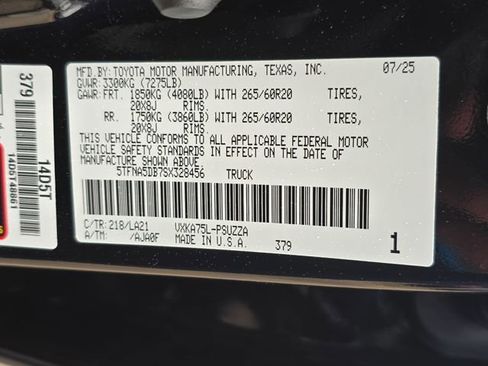 MFD.BY:TOYOTA MOTOR MANUFACTURING, TEXAS, INC. 07/25
GVWR:3300KG (7275LB)
GAWR:FRT. 1850KG (4080LB) WITH 265/60R20 TIRES,
20X8J RIMS.
RR. 1750KG (3860LB) WITH 265/60R20 TIRES,
20X8J RIMS.
THIS VEHICLE CONFORMS TO ALL APPLICABLE FEDERAL MOTOR
VEHICLE SAFETY STANDARDS IN EFFECT ON THE DATE OF
MANUFACTURE SHOWN ABOVE.
5TFNA5DB7SX328456 TRUCK
C/TR:218/LA21 VXKA75L-PSUZZA
A/TM: /AJA0F MADE IN U.S.A. 379 1
379
14D5T
14D5T48661